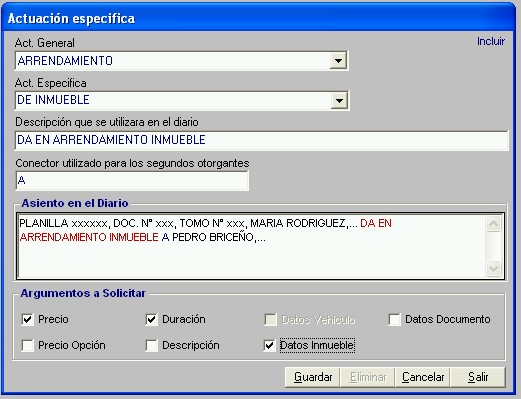 Actuación especifica
Act. General
Incluir
ARRENDAMIENTO
Act. Especifica
DE INMUEBLE
Descripción que se utilizara en el diario
DA EN ARRENDAMIENTO INMUEBLE
Conector utilizado para los segundos otorgantes
A
Asiento en el Diario
PLANILLA xxxxxx, DOC. Nº xxx, TOMO Nº xxx, MARIA RODRIGUEZ,... DA EN
ARRENDAMIENTO INMUEBLE A PEDRO BRICEÑO,...
Argumentos a Solicitar
Precio Duración Datos Vehiculo Datos Documento
Precio Opción Descripción Datos Inmueble
Guardar Eliminar Cancelar Salir